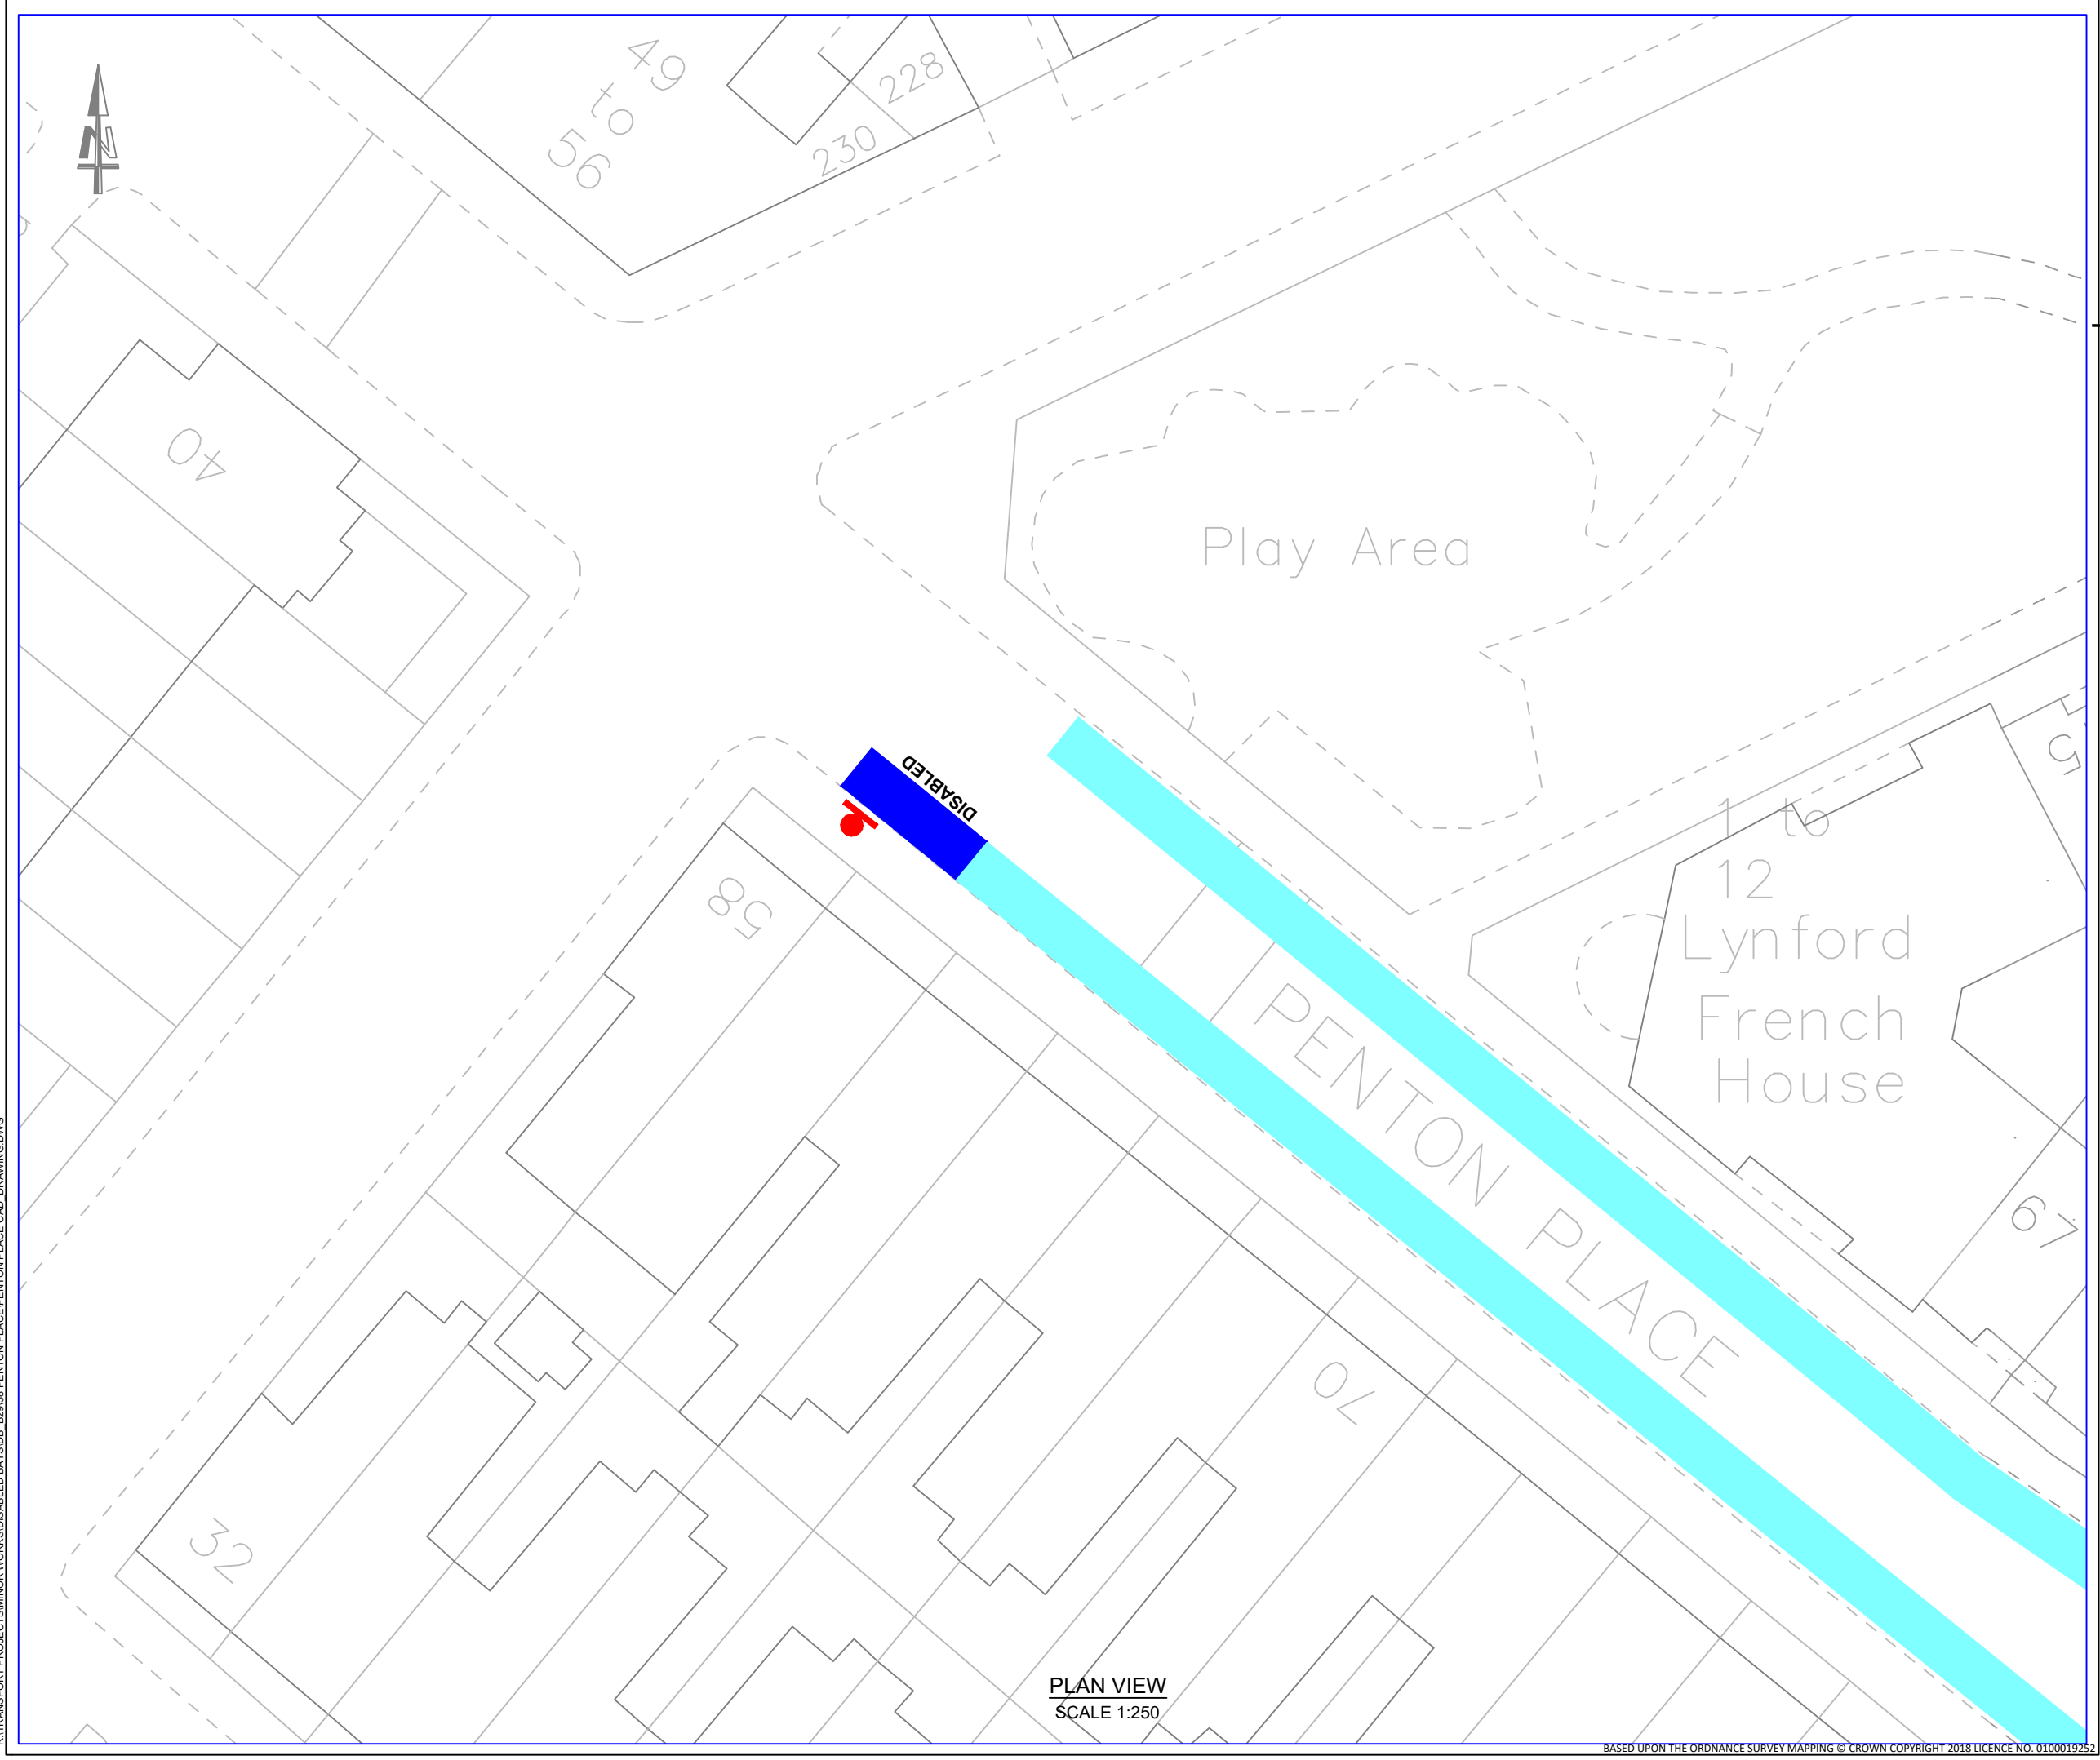 N
49
to
56
228
230
40
Play Area
DISABLED
58
1 to
12
Lynford
French
House
67
PENTON PLACE
70
32
PLAN VIEW
SCALE 1:250
BASED UPON THE ORDNANCE SURVEY MAPPING © CROWN COPYRIGHT 2018 LICENCE NO. 0100019252